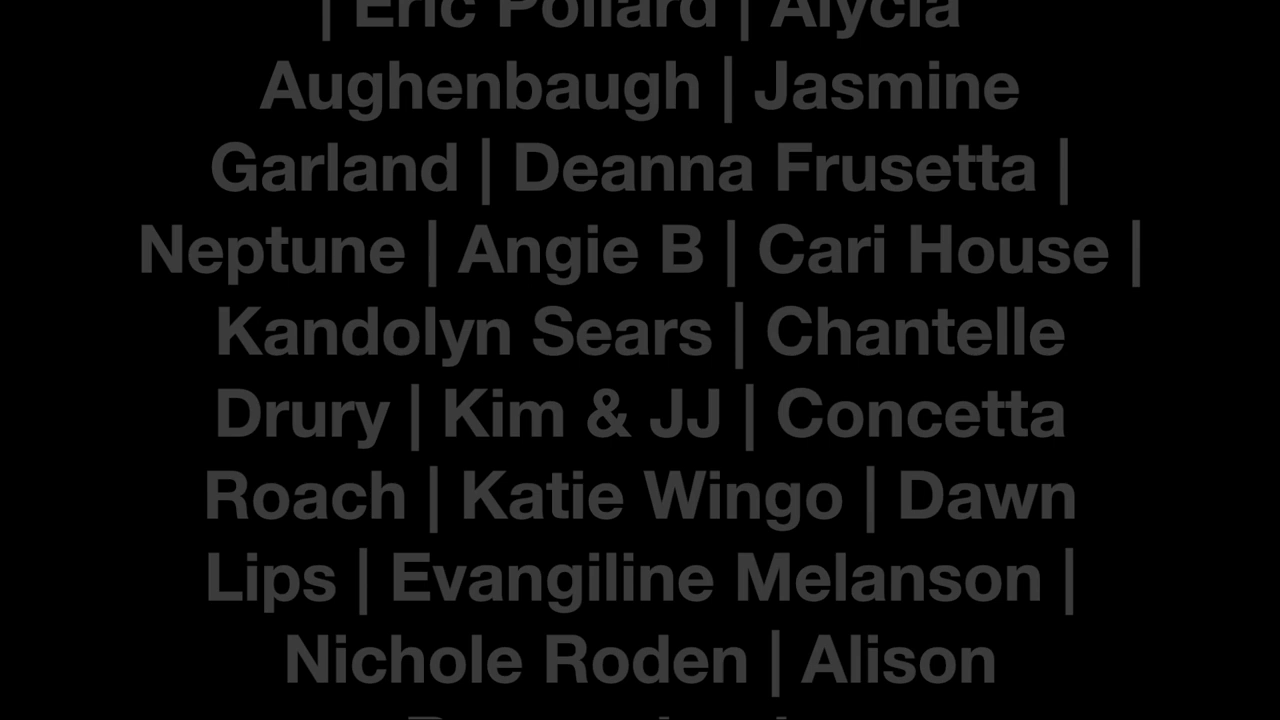 | Eric Pollard | Alycia
Aughenbaugh | Jasmine
Garland | Deanna Frusetta |
Neptune | Angie B | Cari House |
Kandolyn Sears | Chantelle
Drury | Kim & JJ | Concetta
Roach | Katie Wingo | Dawn
Lips | Evangiline Melanson |
Nichole Roden | Alison